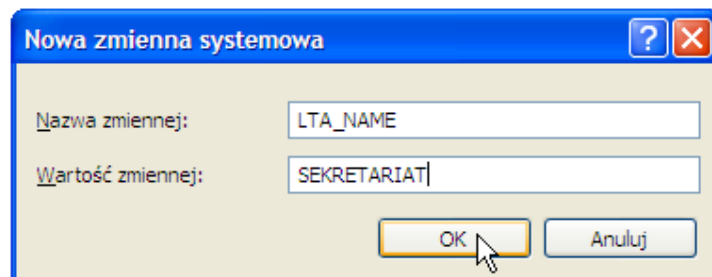 Nowa zmienna systemowa
Nazwa zmiennej: LTA_NAME
Wartość zmiennej: SEKRETARIAT
OK Anuluj